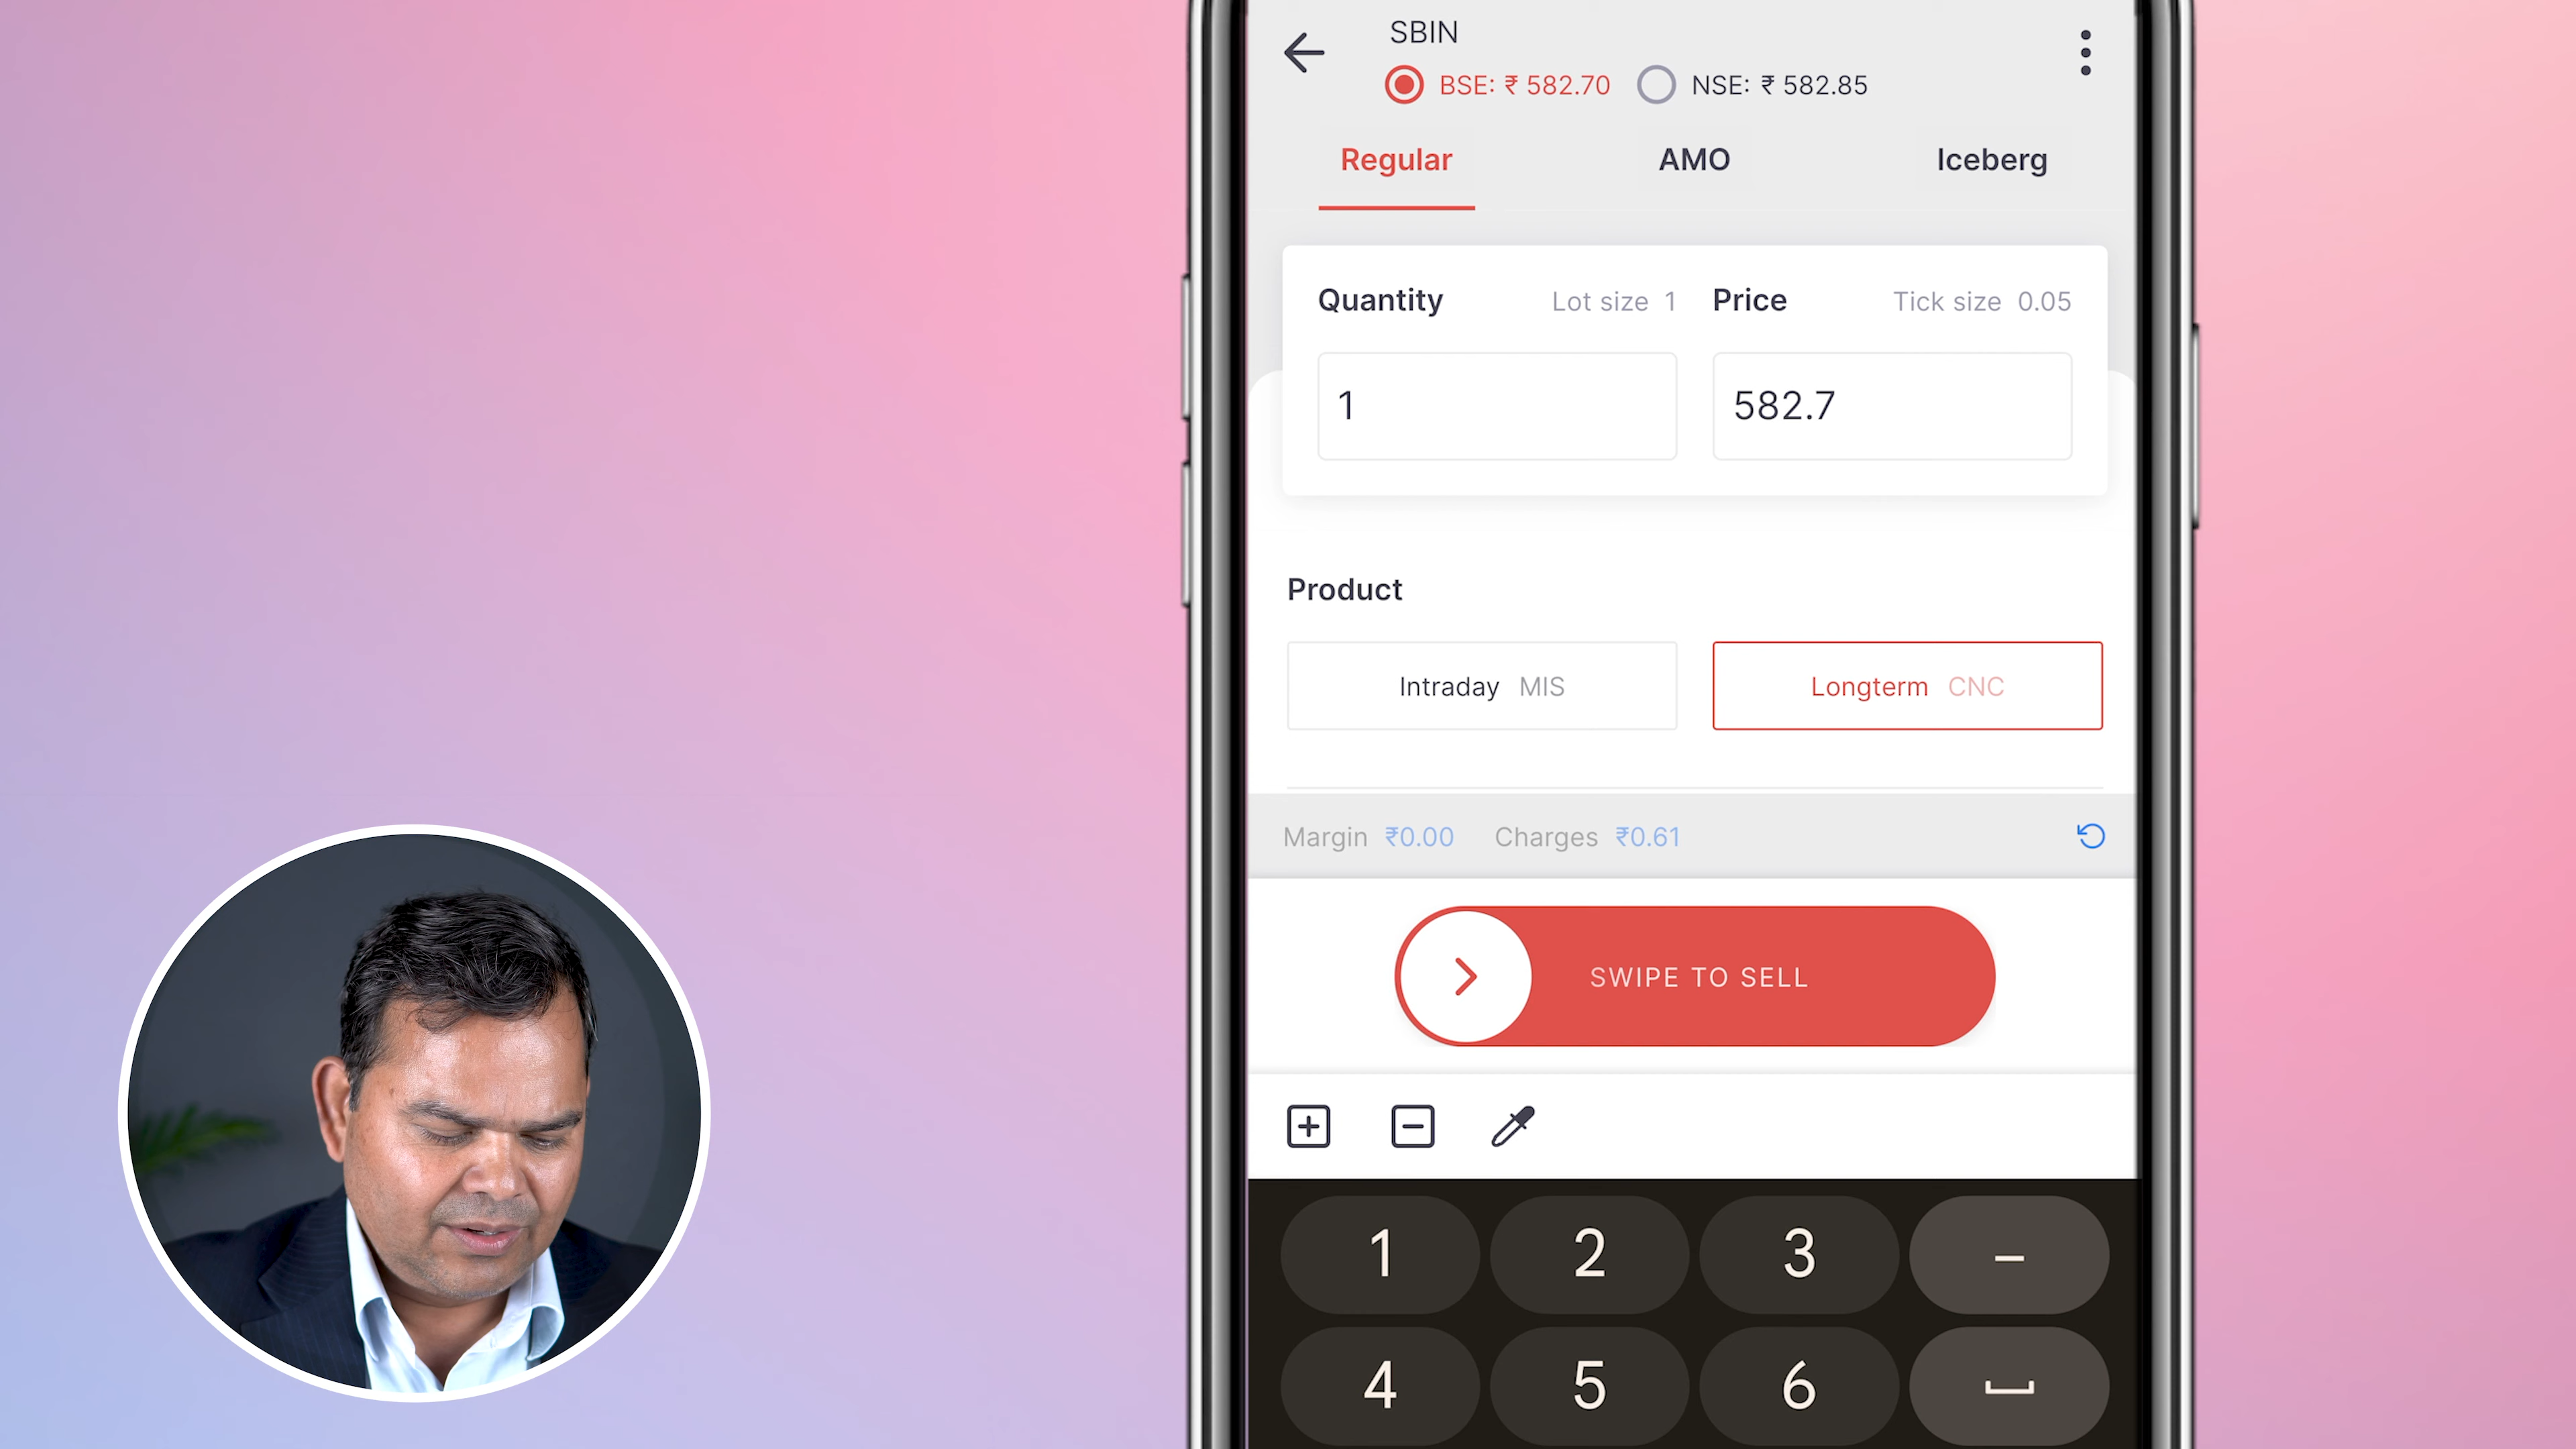 SBIN
BSE: ₹ 582.70 NSE: ₹ 582.85
Regular AMO Iceberg
Quantity Lot size 1 Price Tick size 0.05
1 582.7
Product
Intraday MIS Longterm CNC
Margin ₹0.00 Charges ₹0.61
SWIPE TO SELL
1 2 3 –
4 5 6